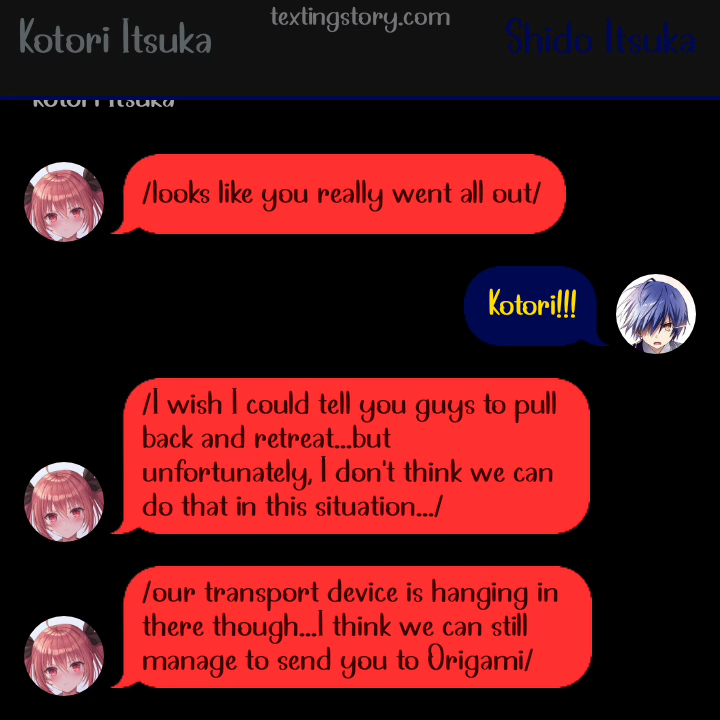 textingstory.com
Kotori Itsuka
Shido Itsuka
Kotori Itsuka
/looks like you really went all out/
Kotori!!!
/I wish I could tell you guys to pull
back and retreat...but
unfortunately, I don't think we can
do that in this situation.../
/our transport device is hanging in
there though...I think we can still
manage to send you to Origami/